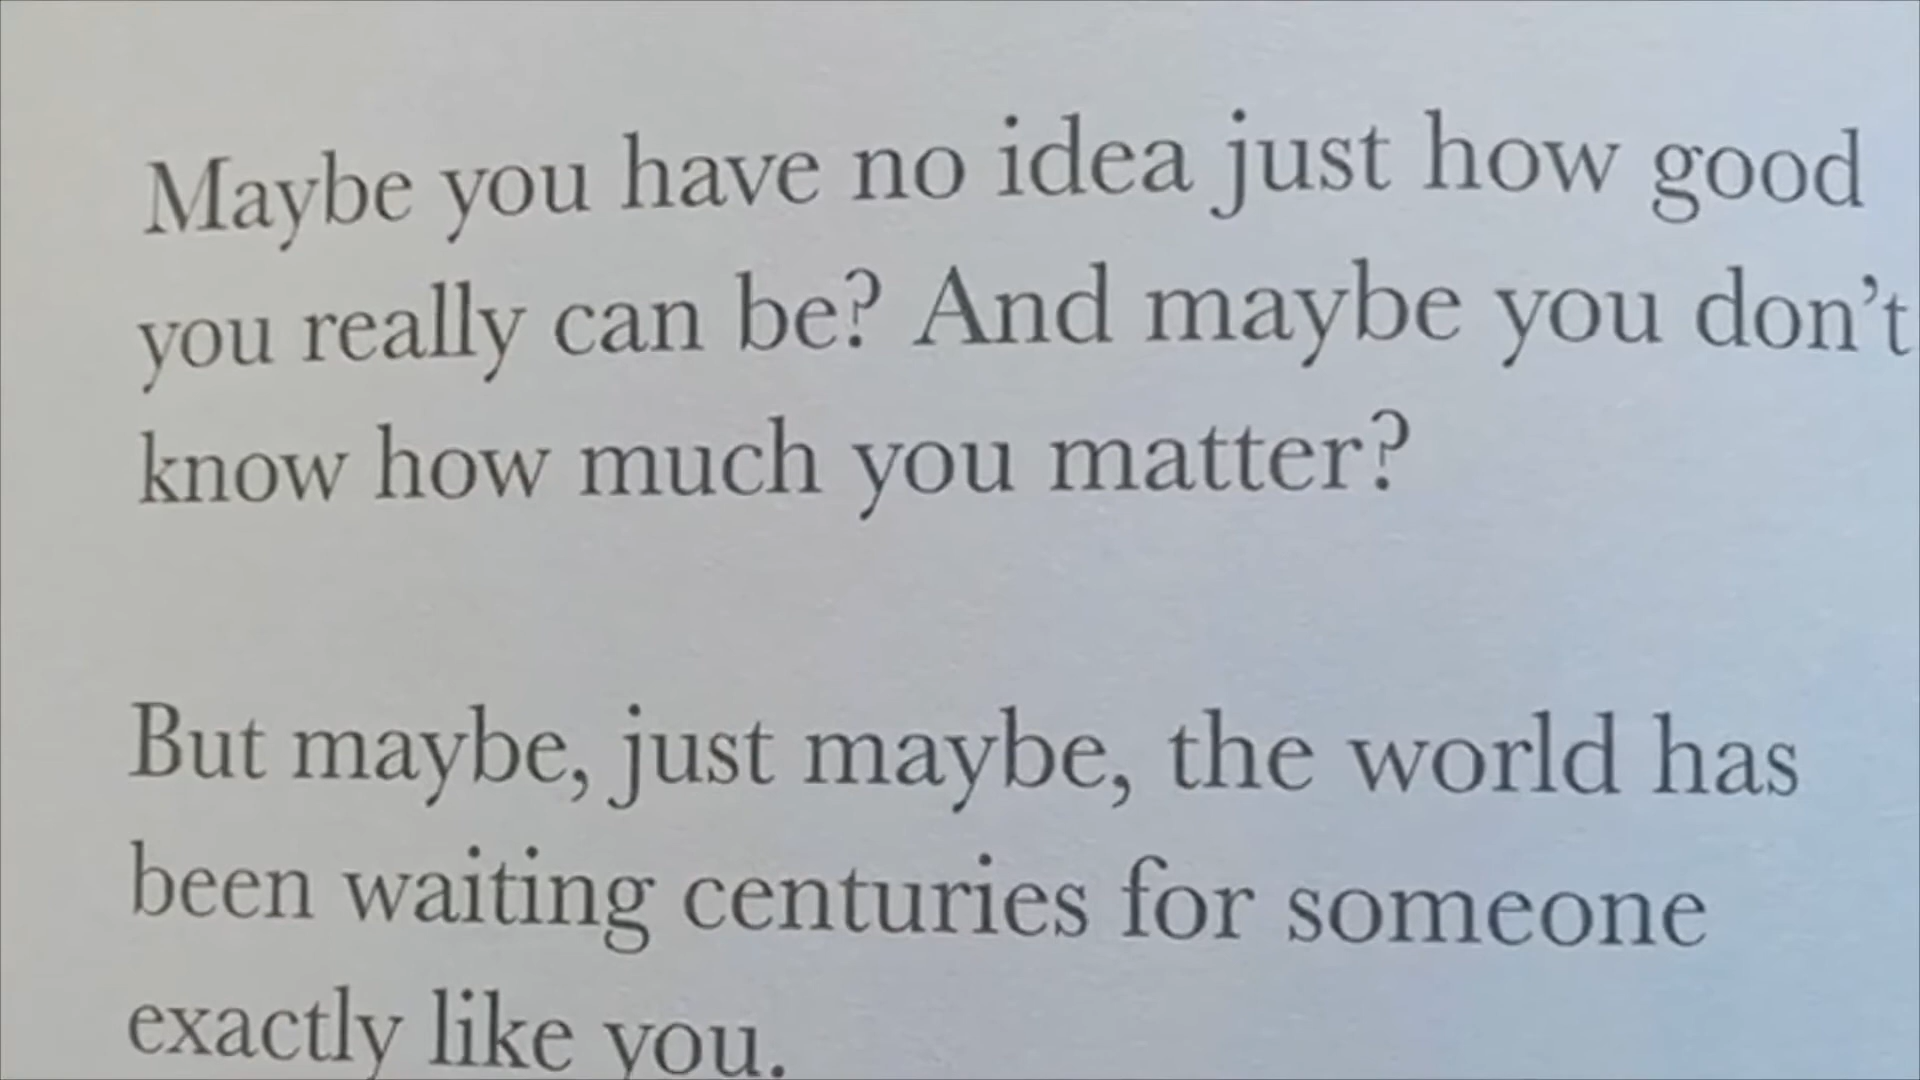 Maybe you have no idea just how good
you really can be? And maybe you don’t
know how much you matter?
But maybe, just maybe, the world has
been waiting centuries for someone
exactly like you.